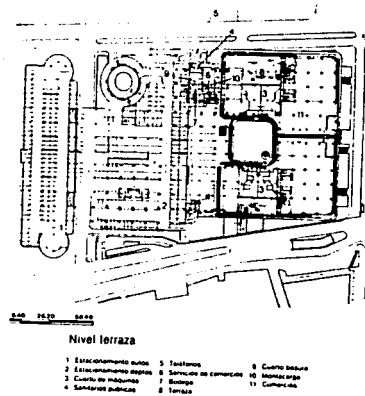 Nivel terraza
1 Estacionamiento autos
2 Estacionamiento deptos
3 Cuarto de máquinas
4 Sanitarios públicos
5 Teléfonos
6 Servicios de comercios
7 Bodega
8 Terraza
9 Cuarto basura
10 Montacarga
11 Comercios